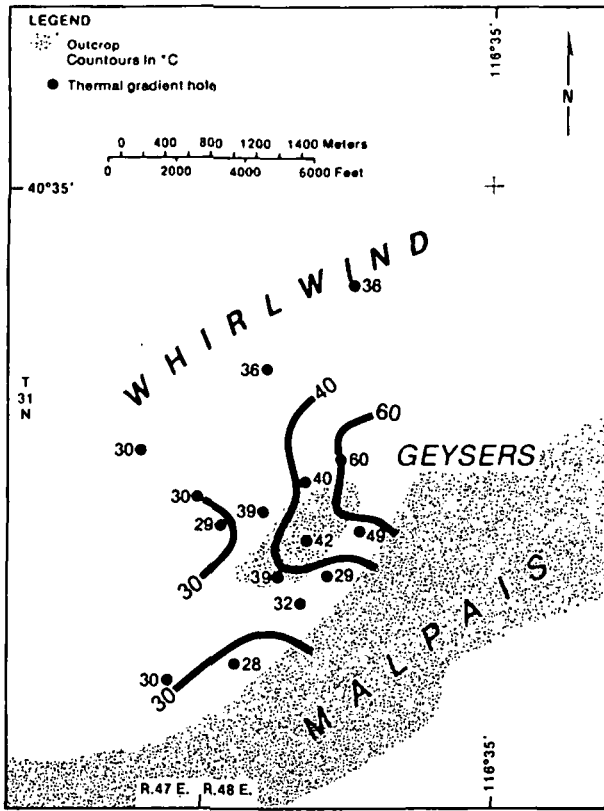 LEGEND
Outcrop
Countours In °C
Thermal gradient hole
116°35'
N
0 400 800 1200 1400 Meters
0 2000 4000 6000 Feet
40°35'
WHIRLWIND
38
36
T
31
N
40
60
30
60
GEYSERS
40
30
39
29
49
42
30
39
29
32
MALPAIS
28
30
30
116°35'
R.47 E. R.48 E.